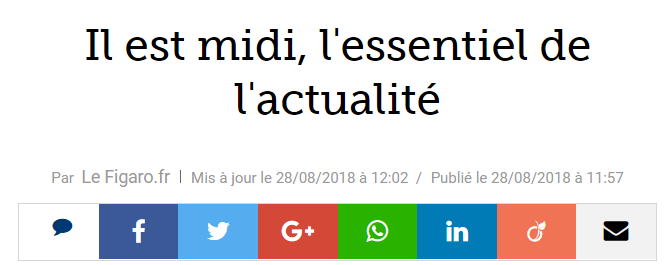 Il est midi, l'essentiel de
l'actualité
Par Le Figaro.fr | Mis à jour le 28/08/2018 à 12:02 / Publié le 28/08/2018 à 11:57
f G+ in